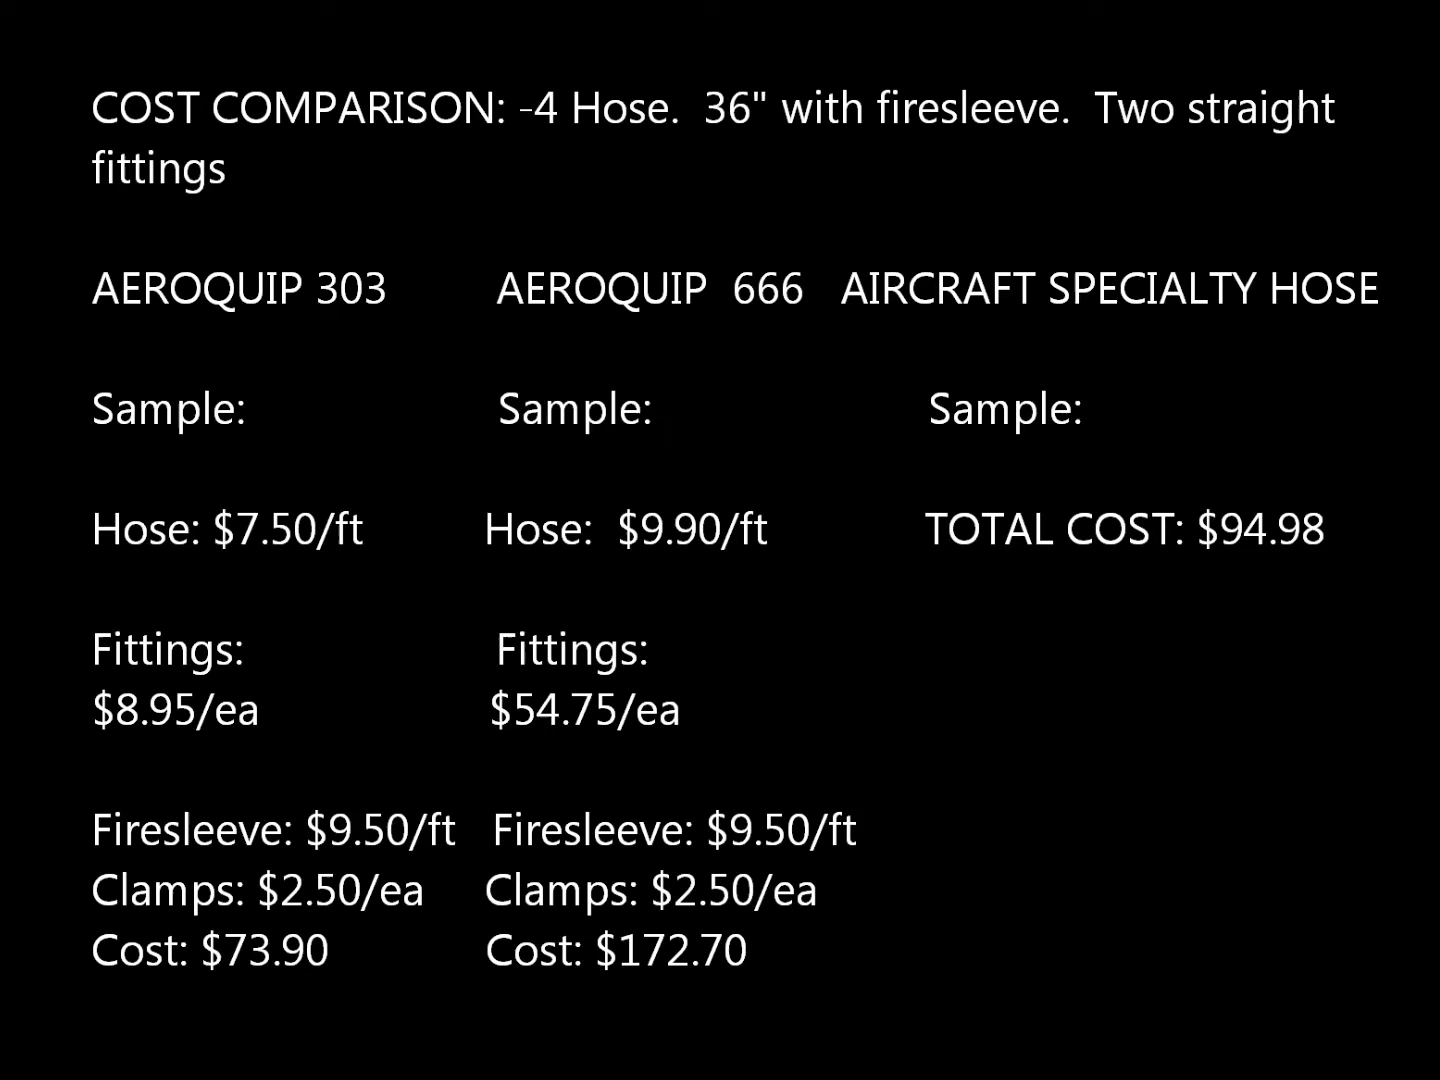 COST COMPARISON: -4 Hose.  36" with firesleeve.  Two straight
fittings
AEROQUIP 303   AEROQUIP  666   AIRCRAFT SPECIALTY HOSE
Sample:   Sample:   Sample:
Hose: $7.50/ft   Hose:  $9.90/ft   TOTAL COST: $94.98
Fittings:   Fittings:
$8.95/ea   $54.75/ea
Firesleeve: $9.50/ft   Firesleeve: $9.50/ft
Clamps: $2.50/ea   Clamps: $2.50/ea
Cost: $73.90   Cost: $172.70